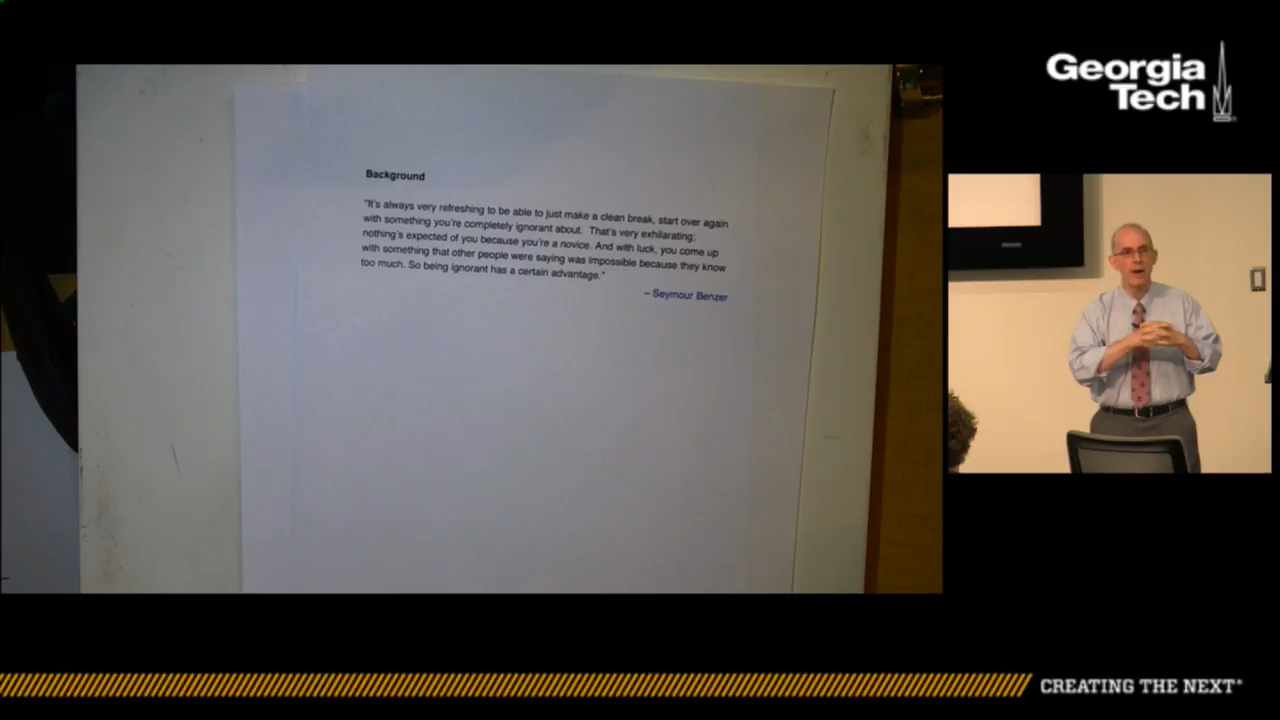 Georgia
Tech
Background
"It's always very refreshing to be able to just make a clean break, start over again
with something you're completely ignorant about. That's very exhilarating;
nothing's expected of you because you're a novice. And with luck, you come up
with something that other people were saying was impossible because they know
too much. So being ignorant has a certain advantage."
– Seymour Benzer
CREATING THE NEXT®